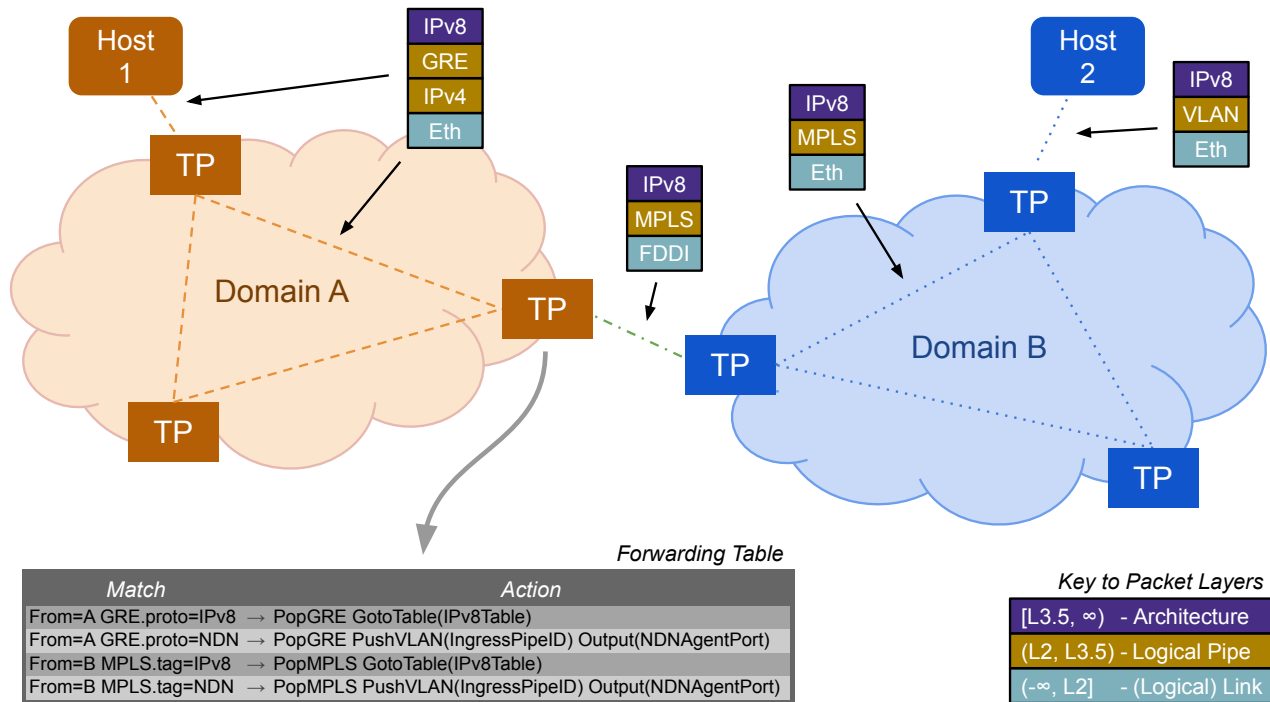 Host
1
IPv8
GRE
IPv4
Eth
TP
Domain A
TP
TP
IPv8
MPLS
FDDI
IPv8
MPLS
Eth
Host
2
IPv8
VLAN
Eth
TP
TP
Domain B
TP
Forwarding Table
Match Action
From=A GRE.proto=IPv8 → PopGRE GotoTable(IPv8Table)
From=A GRE.proto=NDN → PopGRE PushVLAN(IngressPipeID) Output(NDNAgentPort)
From=B MPLS.tag=IPv8 → PopMPLS GotoTable(IPv8Table)
From=B MPLS.tag=NDN → PopMPLS PushVLAN(IngressPipeID) Output(NDNAgentPort)
Key to Packet Layers
[L3.5, ∞) - Architecture
(L2, L3.5) - Logical Pipe
(-∞, L2] - (Logical) Link